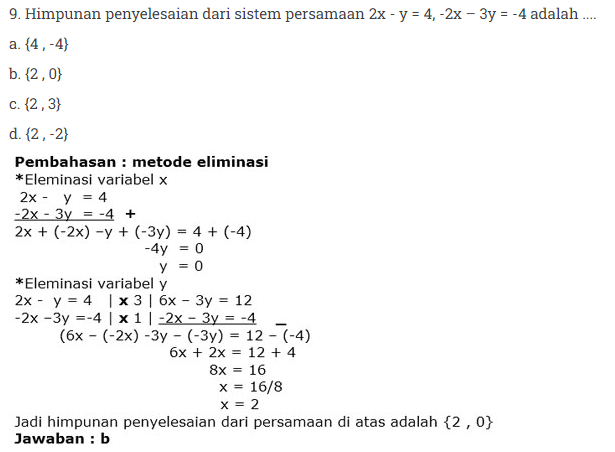 9. Himpunan penyelesaian dari sistem persamaan 2x - y = 4, -2x – 3y = -4 adalah ....
a. {4 , -4}
b. {2 , 0}
c. {2 , 3}
d. {2 , -2}
Pembahasan : metode eliminasi
*Eleminasi variabel x
2x - y = 4
-2x - 3y = -4 +
2x + (-2x) –y + (-3y) = 4 + (-4)
-4y = 0
y = 0
*Eleminasi variabel y
2x - y = 4 | x 3 | 6x – 3y = 12
-2x –3y =-4 | x 1 | -2x – 3y = -4 –
(6x – (-2x) -3y – (-3y) = 12 – (-4)
6x + 2x = 12 + 4
8x = 16
x = 16/8
x = 2
Jadi himpunan penyelesaian dari persamaan di atas adalah {2 , 0}
Jawaban : b